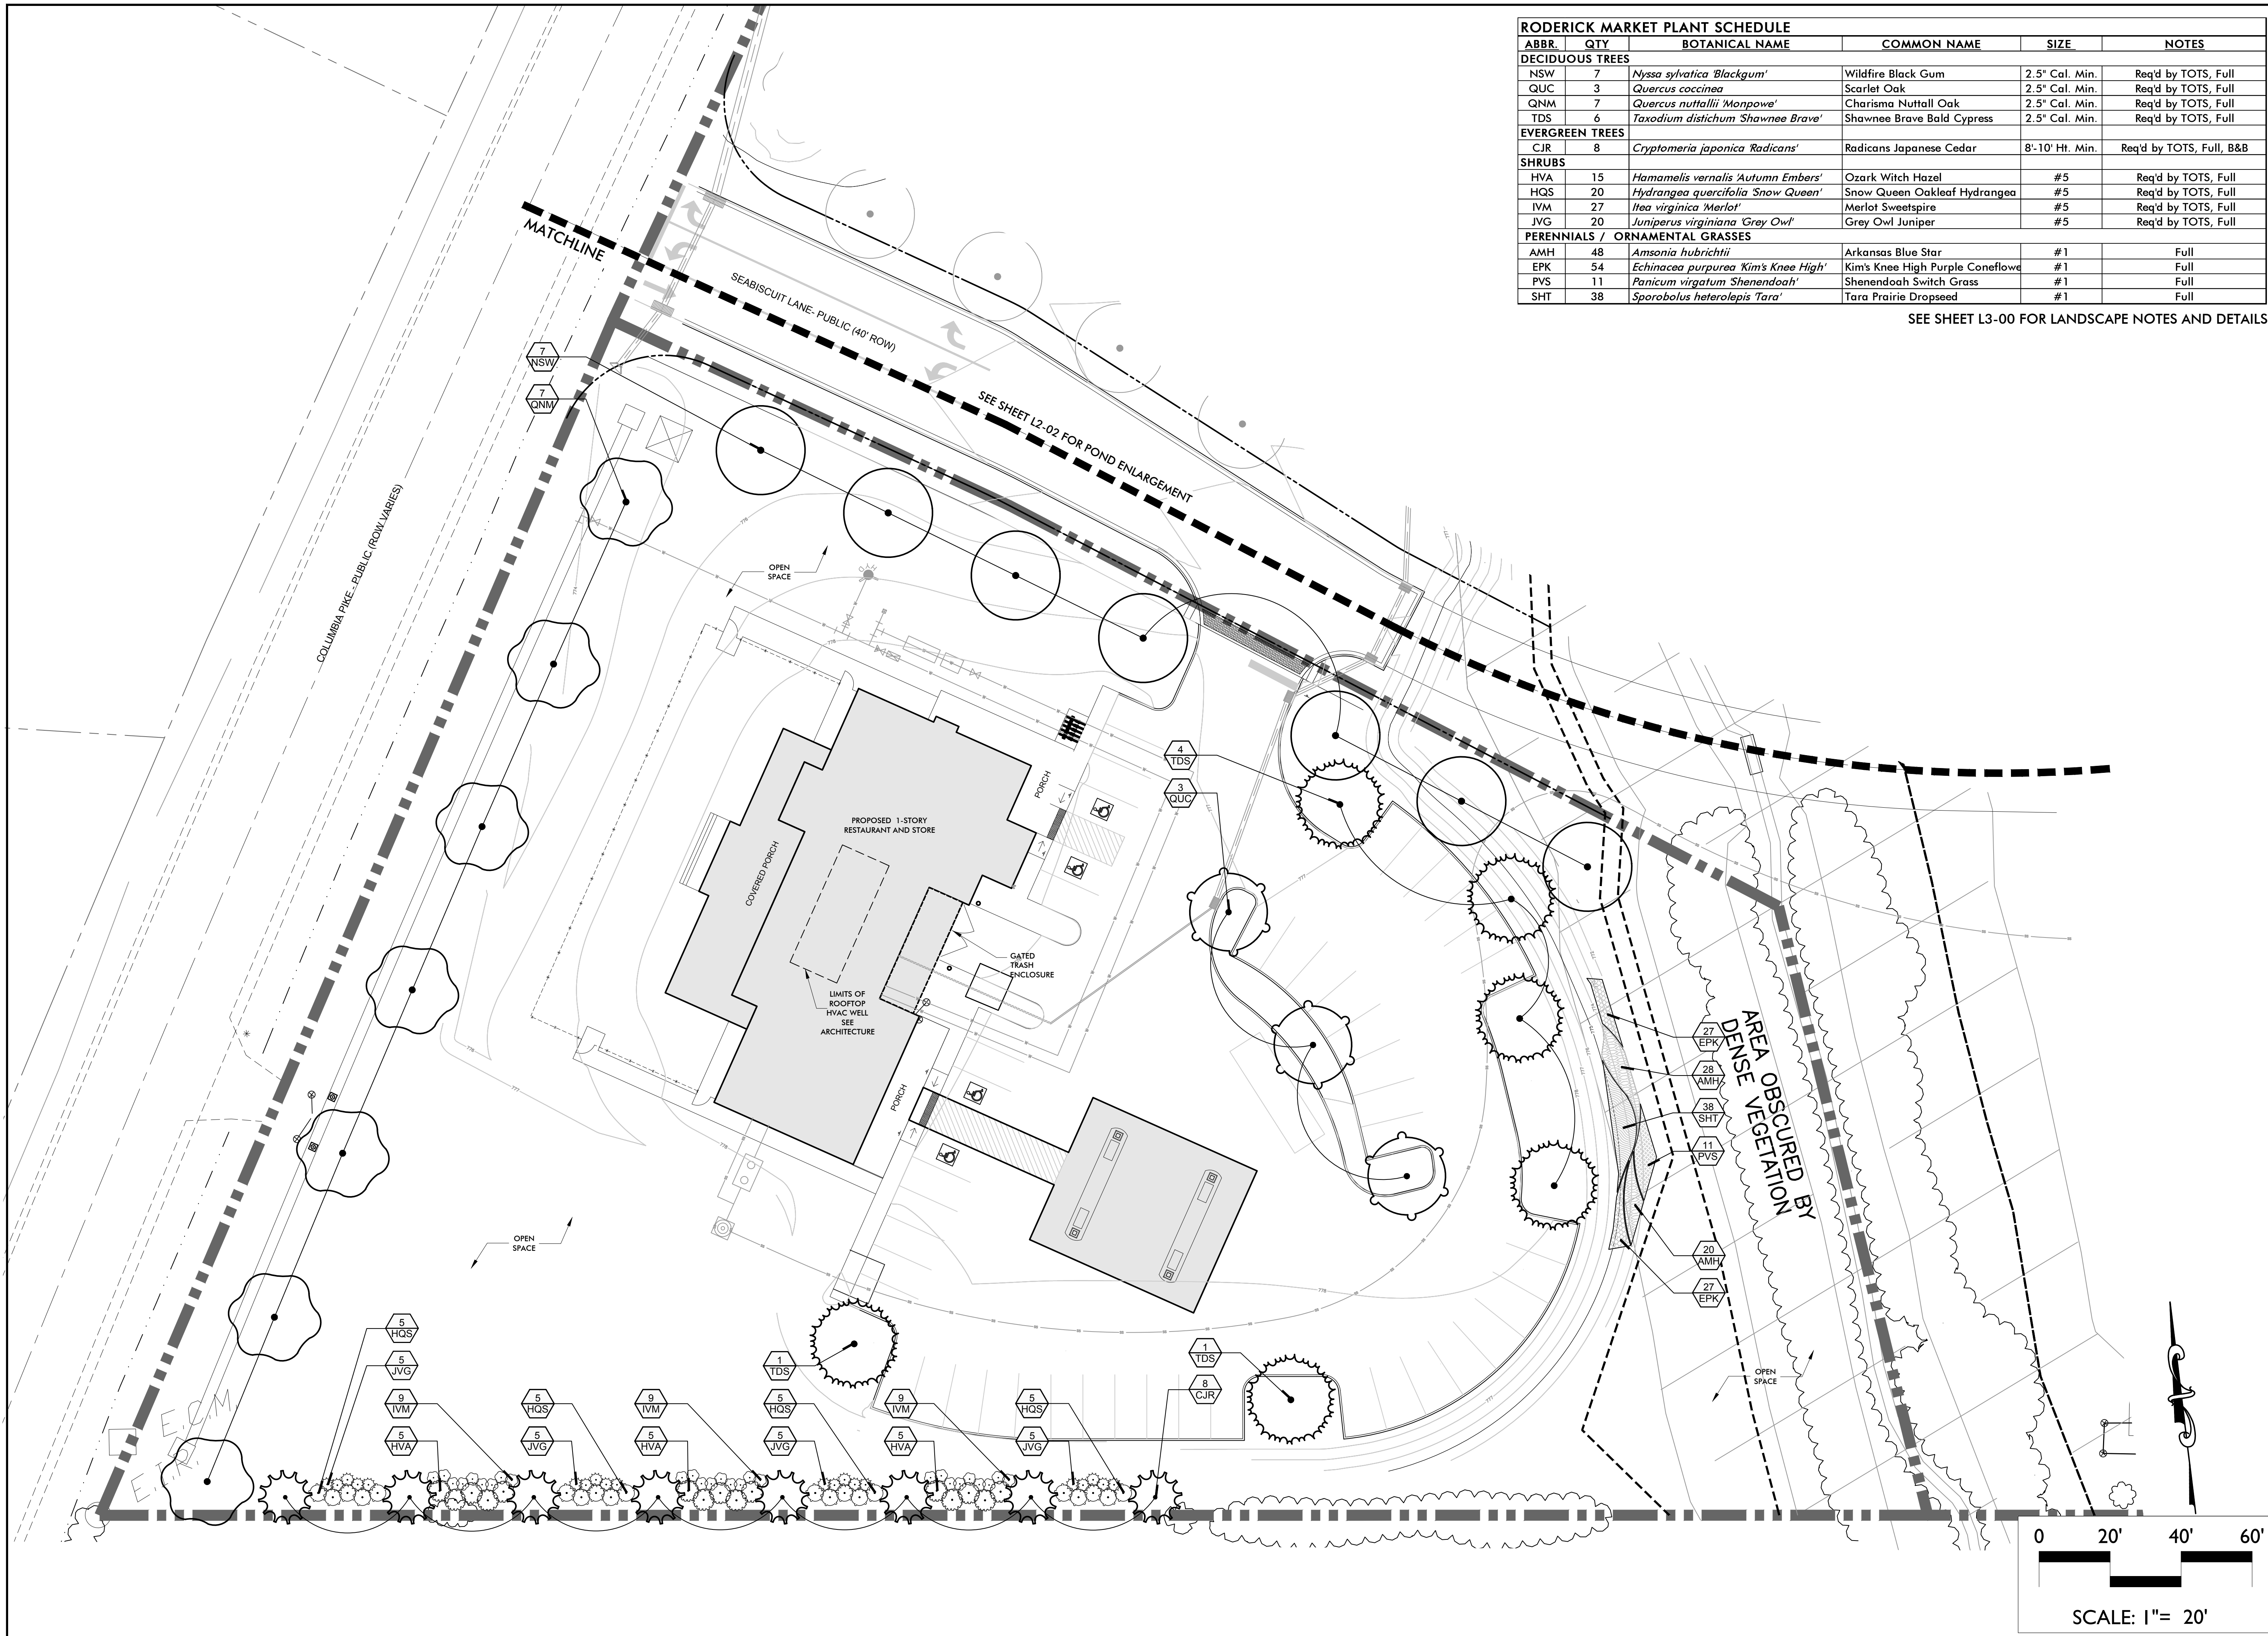 RODERICK MARKET PLANT SCHEDULE
ABBR. QTY BOTANICAL NAME COMMON NAME SIZE NOTES
DECIDUOUS TREES
NSW 7 Nyssa sylvatica 'Blackgum' Wildfire Black Gum 2.5" Cal. Min. Req'd by TOTS, Full
QUC 3 Quercus coccinea Scarlet Oak 2.5" Cal. Min. Req'd by TOTS, Full
QNM 7 Quercus nuttallii 'Monpowe' Charisma Nuttall Oak 2.5" Cal. Min. Req'd by TOTS, Full
TDS 6 Taxodium distichum 'Shawnee Brave' Shawnee Brave Bald Cypress 2.5" Cal. Min. Req'd by TOTS, Full
EVERGREEN TREES
CJR 8 Cryptomeria japonica 'Radicans' Radicans Japanese Cedar 8'-10' Ht. Min. Req'd by TOTS, Full, B&B
SHRUBS
HVA 15 Hamamelis vernalis 'Autumn Embers' Ozark Witch Hazel #5 Req'd by TOTS, Full
HQS 20 Hydrangea quercifolia 'Snow Queen' Snow Queen Oakleaf Hydrangea #5 Req'd by TOTS, Full
IVM 27 Itea virginica 'Merlot' Merlot Sweetspire #5 Req'd by TOTS, Full
JVG 20 Juniperus virginiana 'Grey Owl' Grey Owl Juniper #5 Req'd by TOTS, Full
PERENNIALS / ORNAMENTAL GRASSES
AMH 48 Amsonia hubrichtii Arkansas Blue Star #1 Full
EPK 54 Echinacea purpurea 'Kim's Knee High' Kim's Knee High Purple Coneflowe #1 Full
PVS 11 Panicum virgatum 'Shenendoah' Shenendoah Switch Grass #1 Full
SHT 38 Sporobolus heterolepis 'Tara' Tara Prairie Dropseed #1 Full
SEE SHEET L3-00 FOR LANDSCAPE NOTES AND DETAILS
MATCHLINE
SEABISCUIT LANE- PUBLIC (40' ROW)
SEE SHEET L2-02 FOR POND ENLARGEMENT
COLUMBIA PIKE - PUBLIC (ROW VARIES)
7
NSW
7
QNM
776
774
OPEN
SPACE
778
777
PORCH
4
TDS
3
QUC
777
777
PROPOSED 1-STORY
RESTAURANT AND STORE
COVERED PORCH
GATED
TRASH
ENCLOSURE
LIMITS OF
ROOFTOP
HVAC WELL
SEE
ARCHITECTURE
776
777
778
PORCH
27
EPK
28
AMH
38
SHT
11
PVS
20
AMH
27
EPK
AREA OBSCURED BY
DENSE VEGETATION
OPEN
SPACE
778
777
OPEN
SPACE
5
HQS
5
JVG
9
IVM
5
HVA
5
HQS
5
JVG
9
IVM
5
HVA
1
TDS
5
HQS
5
JVG
9
IVM
5
HVA
5
HQS
5
JVG
1
TDS
8
CJR
E.C.M
E.T.R.
0 20' 40' 60'
SCALE: 1"= 20'